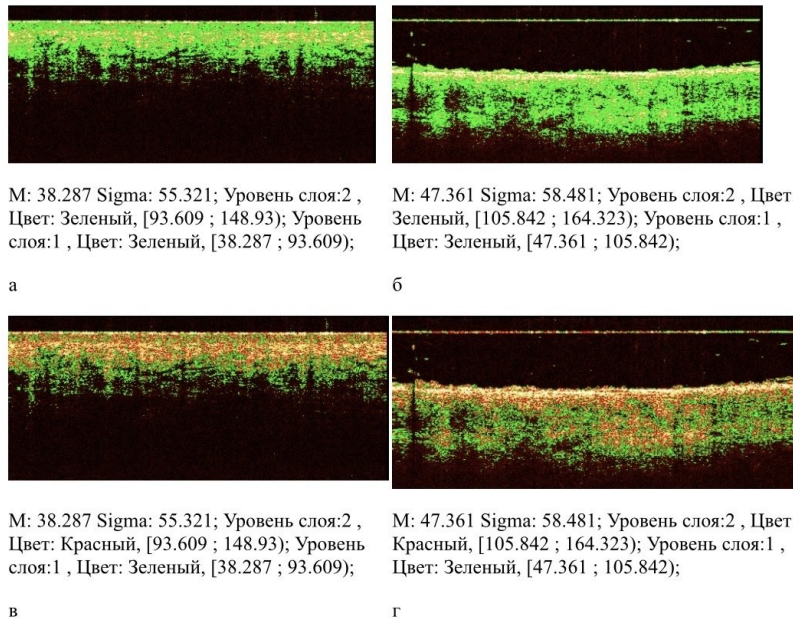 М: 38.287 Sigma: 55.321; Уровень слоя:2 ,
Цвет: Зеленый, [93.609 ; 148.93); Уровень
слоя:1 , Цвет: Зеленый, [38.287 ; 93.609);
а
М: 47.361 Sigma: 58.481; Уровень слоя:2 , Цвет
Зеленый, [105.842 ; 164.323); Уровень слоя:1 ,
Цвет: Зеленый, [47.361 ; 105.842);
б
М: 38.287 Sigma: 55.321; Уровень слоя:2 ,
Цвет: Красный, [93.609 ; 148.93); Уровень
слоя:1 , Цвет: Зеленый, [38.287 ; 93.609);
в
М: 47.361 Sigma: 58.481; Уровень слоя:2 , Цвет
Красный, [105.842 ; 164.323); Уровень слоя:1 ,
Цвет: Зеленый, [47.361 ; 105.842);
г